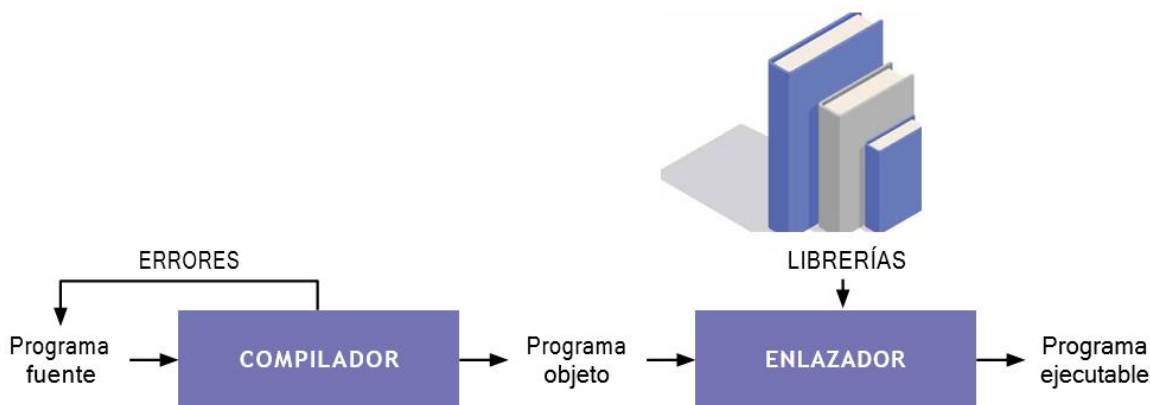 ERRORES
LIBRERÍAS
Programa
fuente
COMPILADOR
Programa
objeto
ENLAZADOR
Programa
ejecutable